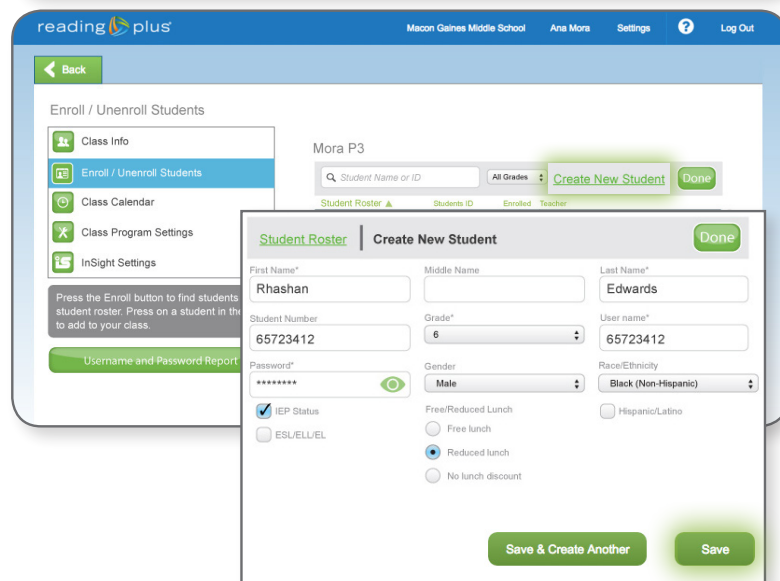 reading plus
Macon Gaines Middle School Ana Mora Settings ? Log Out
Back
Enroll / Unenroll Students
Class Info
Enroll / Unenroll Students
Class Calendar
Class Program Settings
iS InSight Settings
Press the Enroll button to find students
student roster. Press on a student in the
to add to your class.
Username and Password Report
Mora P3
Student Name or ID All Grades Create New Student Done
Student Roster Students ID Enrolled Teacher
Student Roster Create New Student Done
First Name* Middle Name Last Name*
Rhashan Edwards
Student Number Grade* User name*
65723412 6 65723412
Password* Gender Race/Ethnicity
******** Male Black (Non-Hispanic)
IEP Status Free/Reduced Lunch Hispanic/Latino
Free lunch
ESL/ELL/EL
Reduced lunch
No lunch discount
Save & Create Another Save